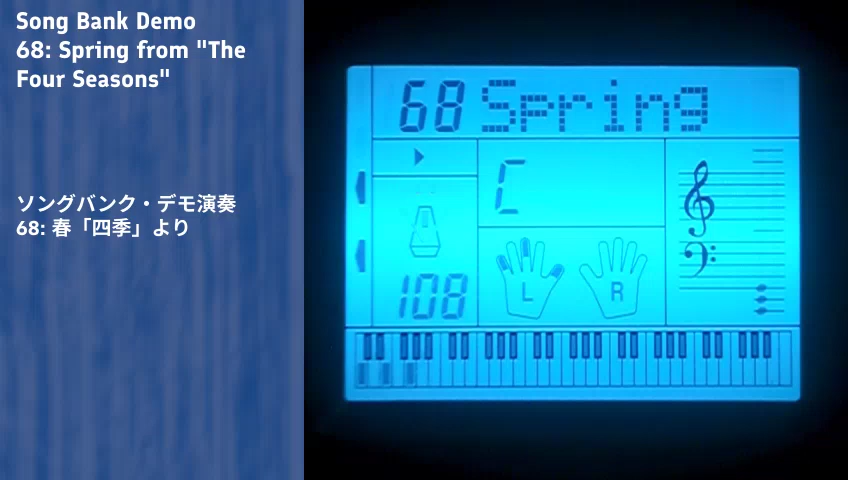 Song Bank Demo
68: Spring from "The
Four Seasons"
ソングバンク・デモ演奏
68: 春「四季」より
68 Spring
C
108
L R